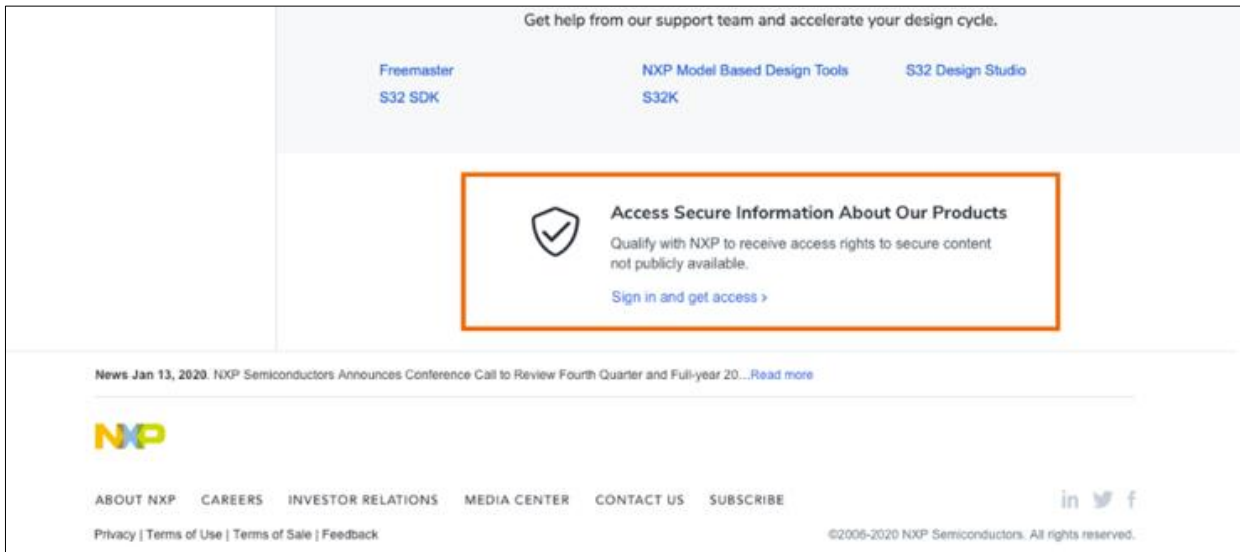 Get help from our support team and accelerate your design cycle.
Freemaster NXP Model Based Design Tools S32 Design Studio
S32 SDK S32K
Access Secure Information About Our Products
Qualify with NXP to receive access rights to secure content
not publicly available.
Sign in and get access >
News Jan 13, 2020. NXP Semiconductors Announces Conference Call to Review Fourth Quarter and Full-year 20...Read more
NXP
ABOUT NXP CAREERS INVESTOR RELATIONS MEDIA CENTER CONTACT US SUBSCRIBE in f
Privacy | Terms of Use | Terms of Sale | Feedback ©2006-2020 NXP Semiconductors. All rights reserved.